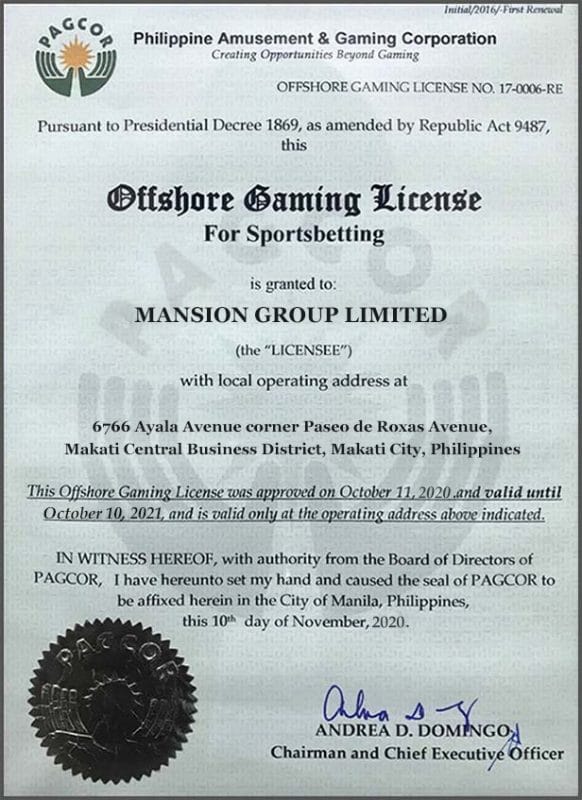 Initial/2016/-First Renewal
PAGCOR
Philippine Amusement & Gaming Corporation
Creating Opportunities Beyond Gaming
OFFSHORE GAMING LICENSE NO. 17-0006-RE
Pursuant to Presidential Decree 1869, as amended by Republic Act 9487,
this
Offshore Gaming License
For Sportsbetting
is granted to:
MANSION GROUP LIMITED
(the “LICENSEE”)
with local operating address at
6766 Ayala Avenue corner Paseo de Roxas Avenue,
Makati Central Business District, Makati City, Philippines
This Offshore Gaming License was approved on October 11, 2020 .and valid until
October 10, 2021, and is valid only at the operating address above indicated.
IN WITNESS HEREOF, with authority from the Board of Directors of
PAGCOR, I have hereunto set my hand and caused the seal of PAGCOR to
be affixed herein in the City of Manila, Philippines,
this 10th day of November, 2020.
PAGCOR
ANDREA D. DOMINGO
Chairman and Chief Executive Officer
PAGCOR